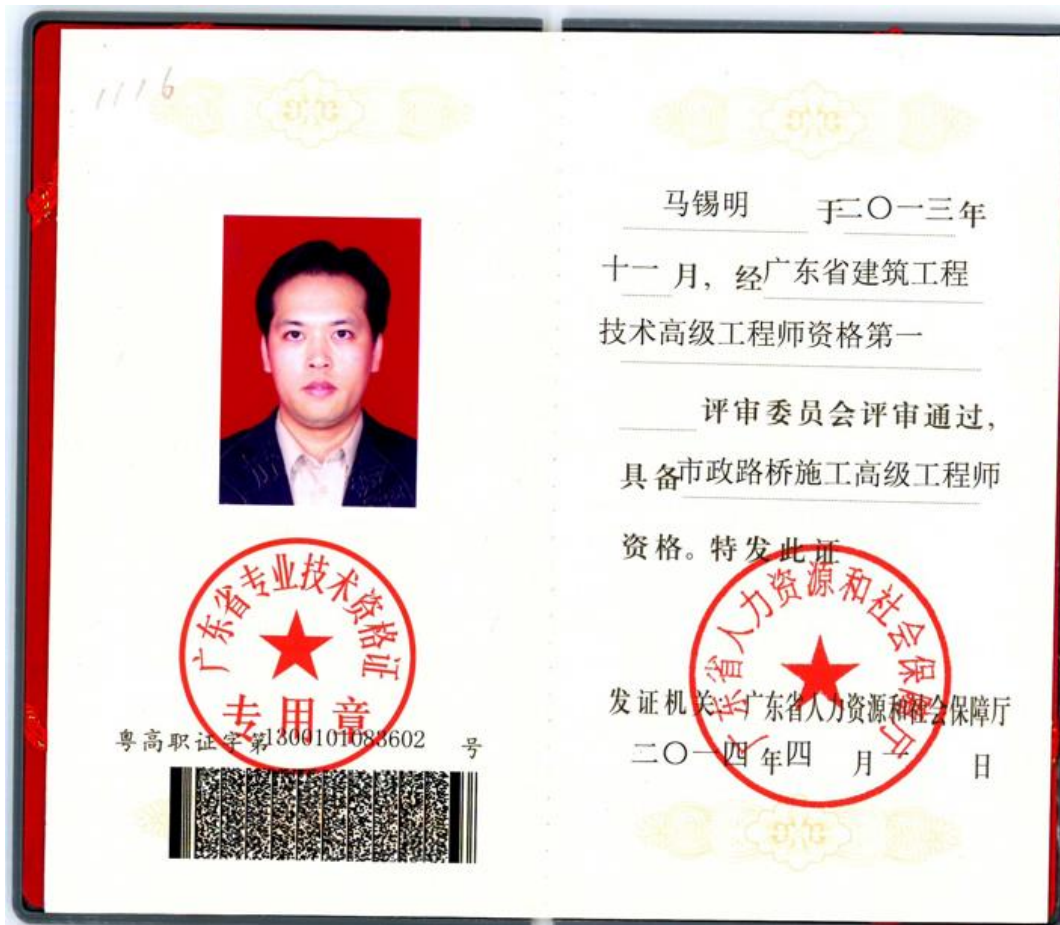 1116
广东省专业技术资格证
专用章
粤高职证字第1300101083602 号
马锡明 于二〇一三年
十一月，经广东省建筑工程
技术高级工程师资格第一
评审委员会评审通过，
具备市政路桥施工高级工程师
资格。特发此证
广东省人力资源和社会保障厅
发证机关 广东省人力资源和社会保障厅
二〇一四年四 月一 日